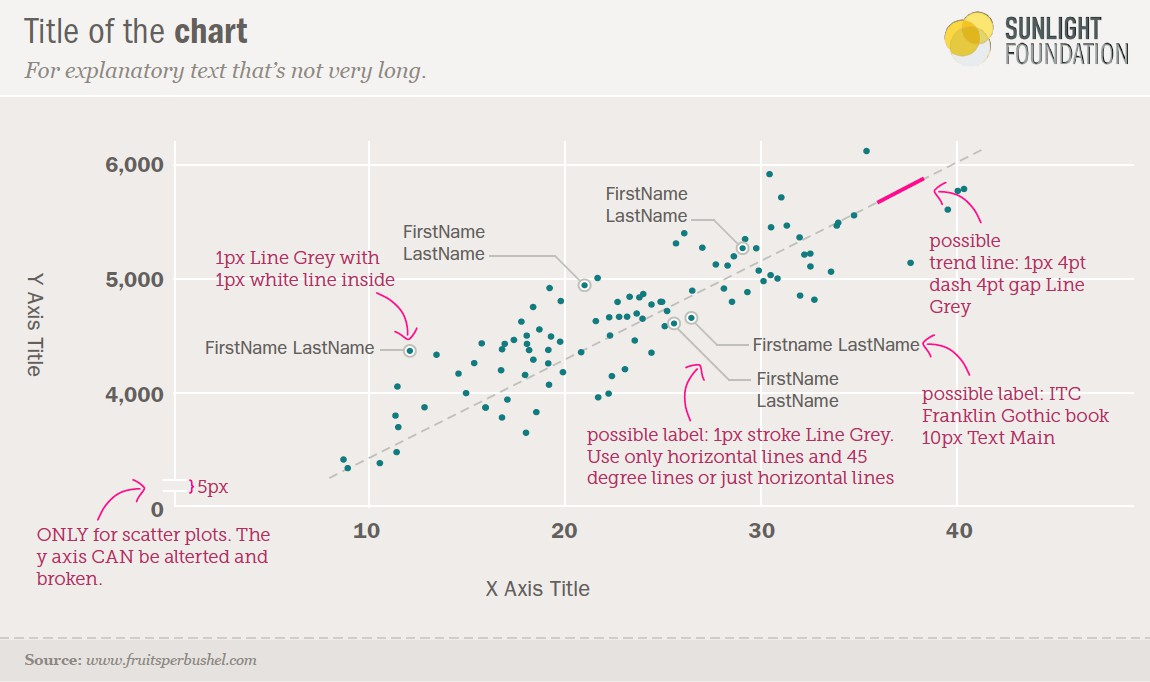 Title of the chart
For explanatory text that's not very long.
SUNLIGHT
FOUNDATION
6,000
5,000
4,000
0
Y Axis Title
10
20
30
40
X Axis Title
FirstName
LastName
FirstName
LastName
1px Line Grey with
1px white line inside
FirstName LastName
possible
trend line: 1px 4pt
dash 4pt gap Line
Grey
Firstname LastName
FirstName
LastName
possible label: ITC
Franklin Gothic book
10px Text Main
possible label: 1px stroke Line Grey.
Use only horizontal lines and 45
degree lines or just horizontal lines
5px
ONLY for scatter plots. The
y axis CAN be alterted and
broken.
Source: www.fruitsperbushel.com